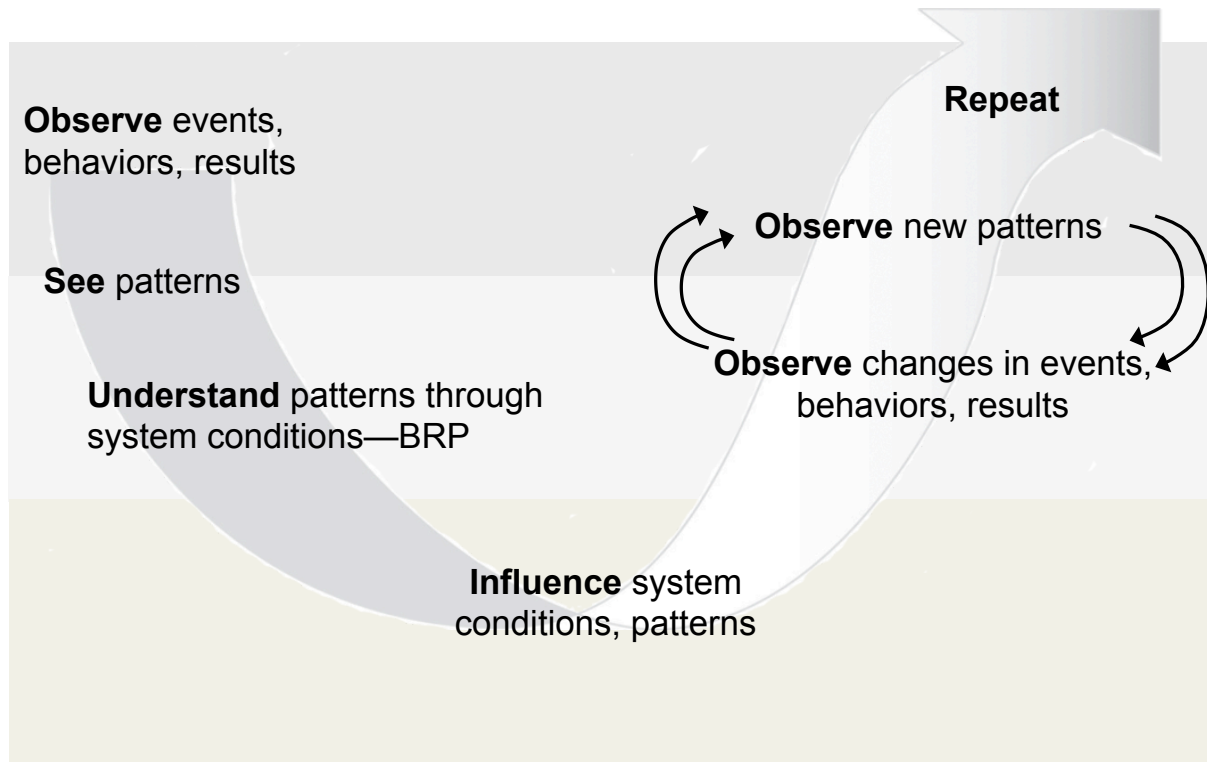 Observe events,
behaviors, results
See patterns
Understand patterns through
system conditions—BRP
Influence system
conditions, patterns
Observe changes in events,
behaviors, results
Observe new patterns
Repeat